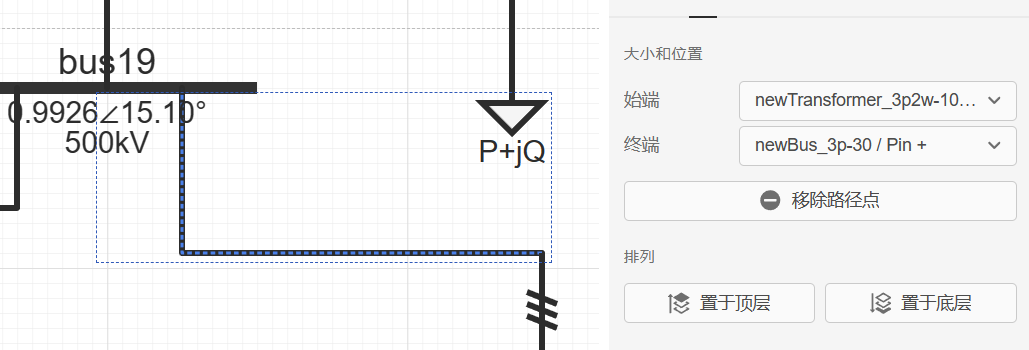 bus19
0.9926∠15.10°
500kV
P+jQ
大小和位置
始端
newTransformer_3p2w-10…
终端
newBus_3p-30 / Pin +
移除路径点
排列
置于顶层
置于底层